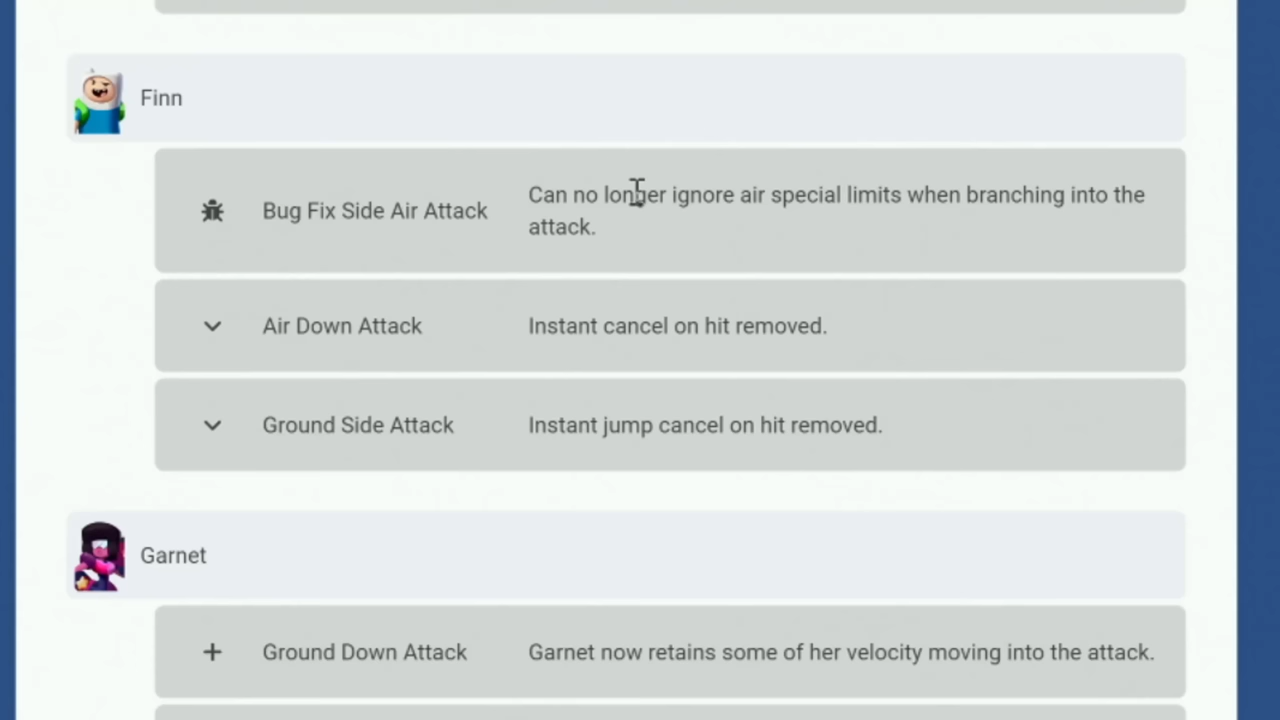 Finn
Bug Fix Side Air Attack
Can no longer ignore air special limits when branching into the
attack.
Air Down Attack
Instant cancel on hit removed.
Ground Side Attack
Instant jump cancel on hit removed.
Garnet
Ground Down Attack
Garnet now retains some of her velocity moving into the attack.